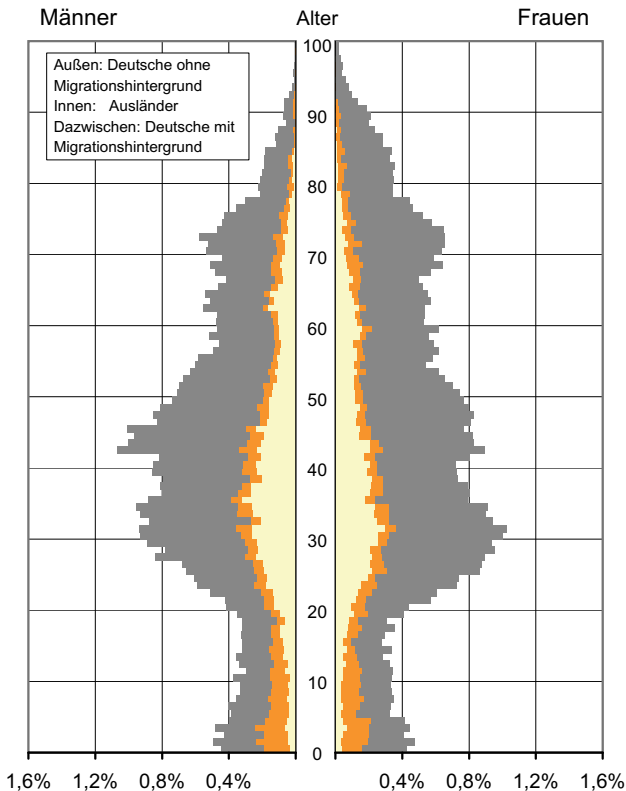 Männer Alter Frauen
100
Außen: Deutsche ohne
Migrationshintergrund
Innen: Ausländer
Dazwischen: Deutsche mit
Migrationshintergrund
90
80
70
60
50
40
30
20
10
0
1,6% 1,2% 0,8% 0,4% 0,4% 0,8% 1,2% 1,6%